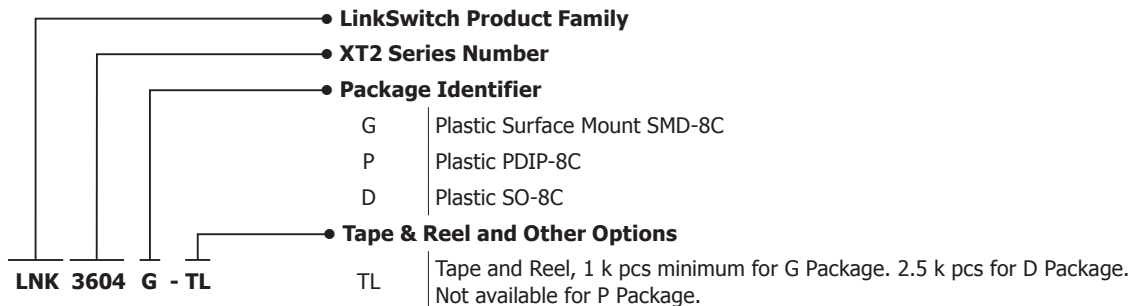 LinkSwitch Product Family
XT2 Series Number
Package Identifier
G Plastic Surface Mount SMD-8C
P Plastic PDIP-8C
D Plastic SO-8C
Tape & Reel and Other Options
TL Tape and Reel, 1 k pcs minimum for G Package. 2.5 k pcs for D Package.
Not available for P Package.
LNK 3604 G - TL